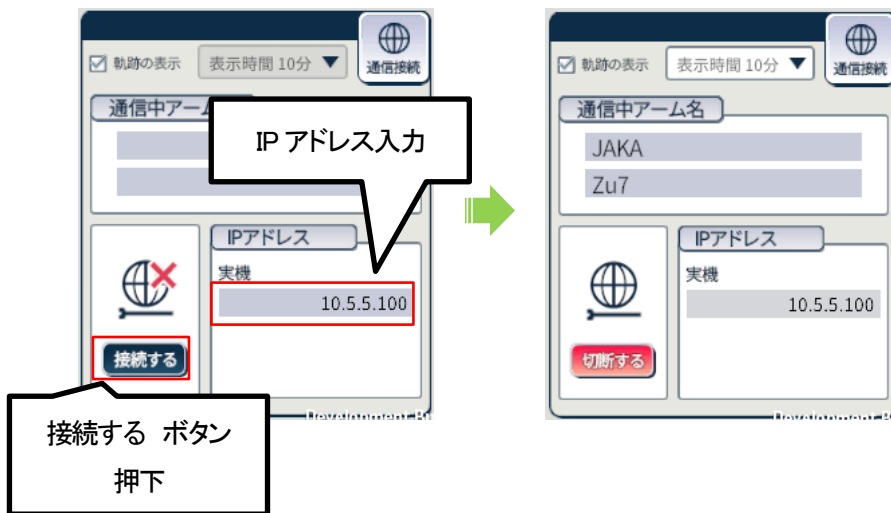 軌跡の表示
表示時間 10分 ▼
通信接続
通信中アー
IP アドレス入力
IPアドレス
実機
10.5.5.100
接続する
接続する ボタン
押下
軌跡の表示
表示時間 10分 ▼
通信接続
通信中アーム名
JAKA
Zu7
IPアドレス
実機
10.5.5.100
切断する